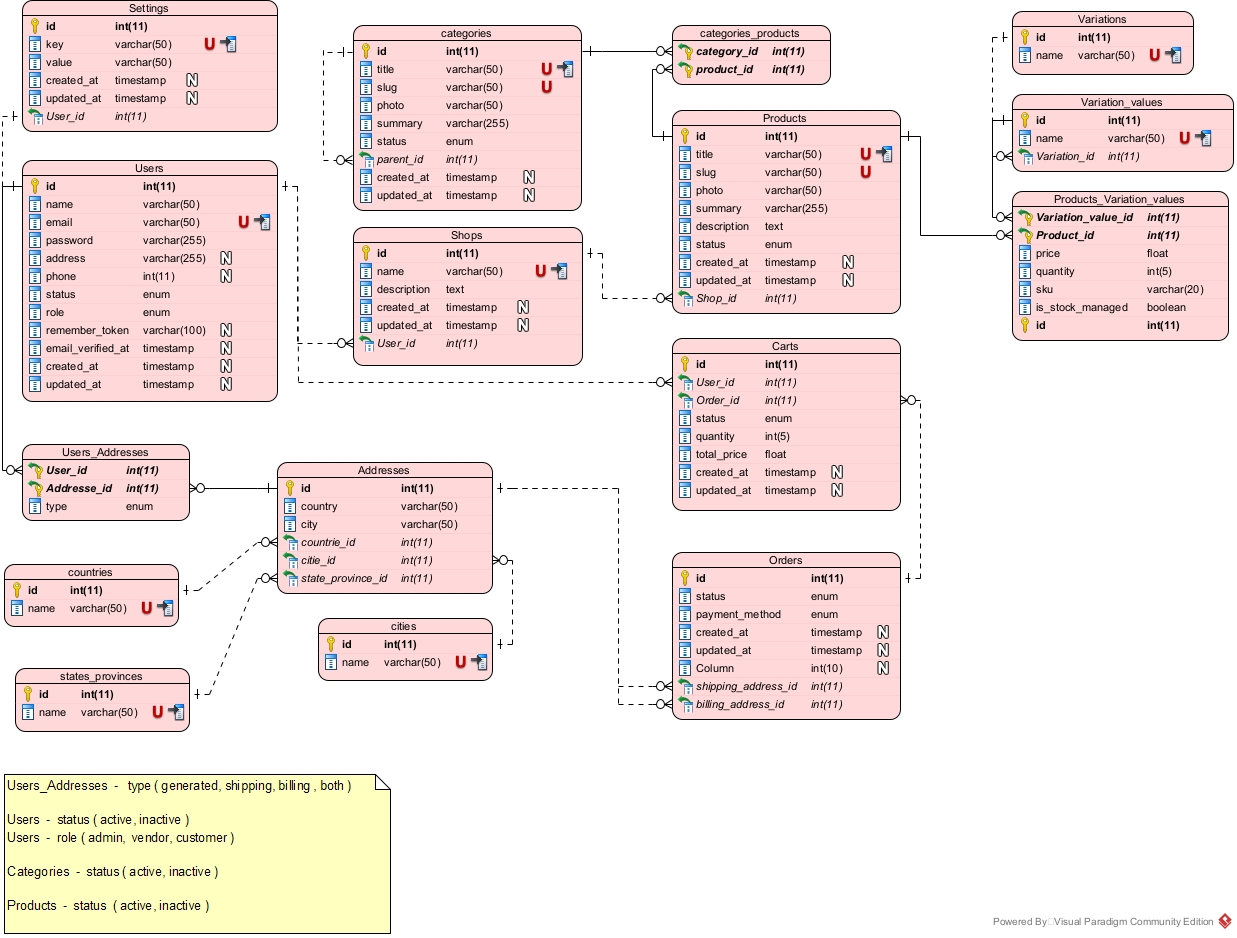 Settings
id int(11)
key varchar(50) U
value varchar(50)
created_at timestamp N
updated_at timestamp N
User_id int(11)
Users
id int(11)
name varchar(50)
email varchar(50) U
password varchar(255)
address varchar(255) N
phone int(11) N
status enum
role enum
remember_token varchar(100) N
email_verified_at timestamp N
created_at timestamp N
updated_at timestamp N
Users_Addresses
User_id int(11)
Addresse_id int(11)
type enum
countries
id int(11)
name varchar(50) U
states_provinces
id int(11)
name varchar(50) U
categories
id int(11)
title varchar(50) U
slug varchar(50) U
photo varchar(50)
summary varchar(255)
status enum
parent_id int(11)
created_at timestamp N
updated_at timestamp N
Shops
id int(11)
name varchar(50) U
description text
created_at timestamp N
updated_at timestamp N
User_id int(11)
Addresses
id int(11)
country varchar(50)
city varchar(50)
countrie_id int(11)
citie_id int(11)
state_province_id int(11)
cities
id int(11)
name varchar(50) U
categories_products
category_id int(11)
product_id int(11)
Products
id int(11)
title varchar(50) U
slug varchar(50) U
photo varchar(50)
summary varchar(255)
description text
status enum
created_at timestamp N
updated_at timestamp N
Shop_id int(11)
Carts
id int(11)
User_id int(11)
Order_id int(11)
status enum
quantity int(5)
total_price float
created_at timestamp N
updated_at timestamp N
Orders
id int(11)
status enum
payment_method enum
created_at timestamp N
updated_at timestamp N
Column int(10) N
shipping_address_id int(11)
billing_address_id int(11)
Variations
id int(11)
name varchar(50) U
Variation_values
id int(11)
name varchar(50) U
Variation_id int(11)
Products_Variation_values
Variation_value_id int(11)
Product_id int(11)
price float
quantity int(5)
sku varchar(20)
is_stock_managed boolean
id int(11)
Users_Addresses - type ( generated, shipping, billing , both )
Users - status ( active, inactive )
Users - role ( admin, vendor, customer )
Categories - status ( active, inactive )
Products - status ( active, inactive )
Powered By Visual Paradigm Community Edition